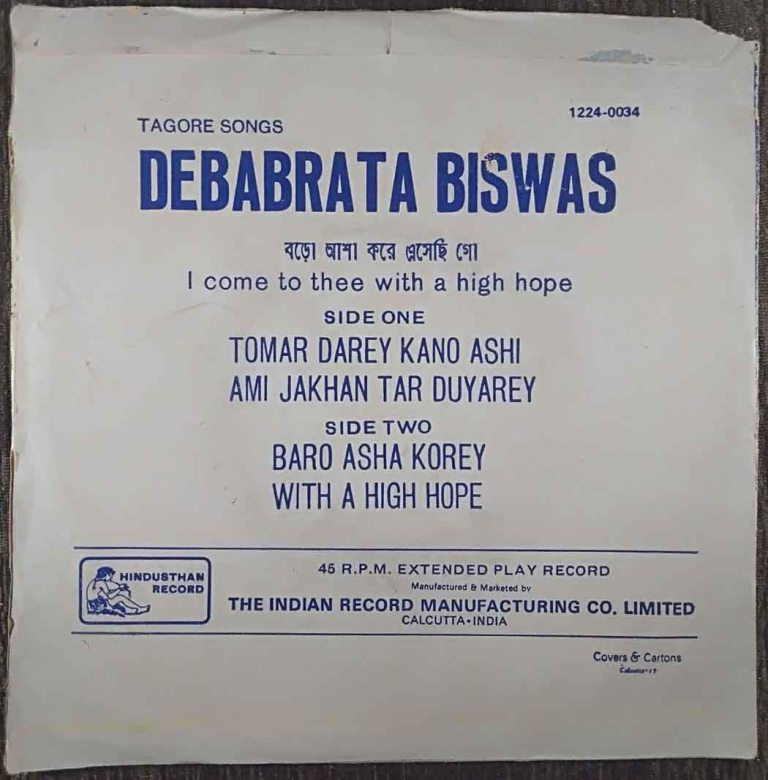 1224-0034
TAGORE SONGS
DEBABRATA BISWAS
বড়ো আশা করে এসেছি গো
I come to thee with a high hope
SIDE ONE
TOMAR DAREY KANO ASHI
AMI JAKHAN TAR DUYAREY
SIDE TWO
BARO ASHA KOREY
WITH A HIGH HOPE
HINDUSTHAN
RECORD
45 R.P.M. EXTENDED PLAY RECORD
Manufactured & Marketed by
THE INDIAN RECORD MANUFACTURING CO. LIMITED
CALCUTTA-INDIA
Covers & Cartons